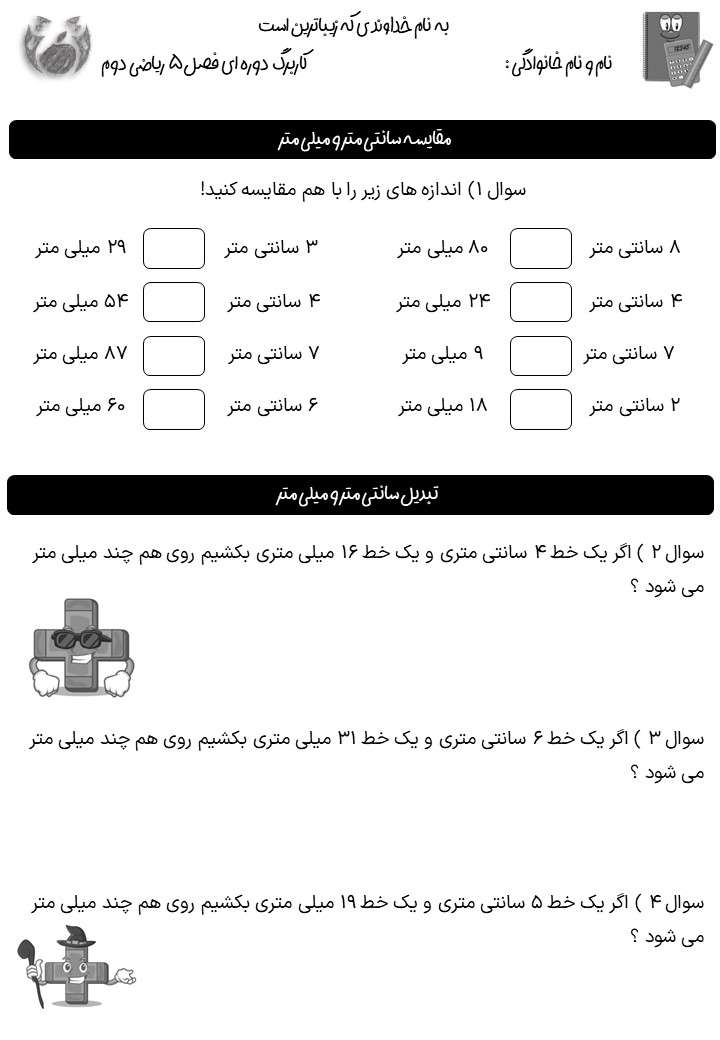 به نام خداوندی که زیباترین است
نام و نام خانوادگی :
کاربرگ دوره ای فصل ۵ ریاضی دوم
مقایسه سانتی متر و میلی متر
سوال ۱) اندازه های زیر را با هم مقایسه کنید!
۸ سانتی متر ۸۰ میلی متر ۳ سانتی متر ۲۹ میلی متر
۴ سانتی متر ۲۴ میلی متر ۴ سانتی متر ۵۴ میلی متر
۷ سانتی متر ۹ میلی متر ۷ سانتی متر ۸۷ میلی متر
۲ سانتی متر ۱۸ میلی متر ۶ سانتی متر ۶۰ میلی متر
تبدیل سانتی متر و میلی متر
سوال ۲ ) اگر یک خط ۴ سانتی متری و یک خط ۱۶ میلی متری بکشیم روی هم چند میلی متر
می شود ؟
سوال ۳ ) اگر یک خط ۶ سانتی متری و یک خط ۳۱ میلی متری بکشیم روی هم چند میلی متر
می شود ؟
سوال ۴ ) اگر یک خط ۵ سانتی متری و یک خط ۱۹ میلی متری بکشیم روی هم چند میلی متر
می شود ؟